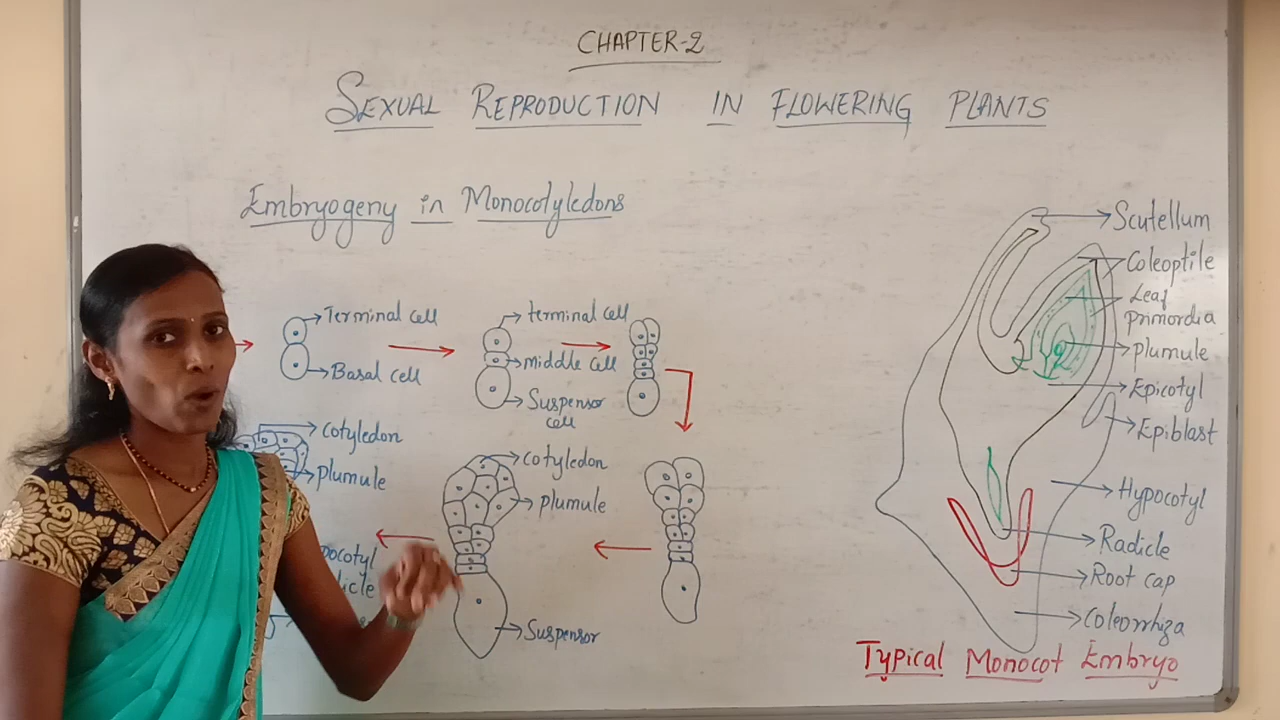 CHAPTER-2
SEXUAL REPRODUCTION IN FLOWERING PLANTS
Embryogeny in Monocotyledons
Terminal cell
Basal cell
terminal cell
middle cell
Suspensor
cell
cotyledon
plumule
Suspensor
cotyledon
plumule
Scutellum
Coleoptile
Leaf
primordia
plumule
Epicotyl
Epiblast
Hypocotyl
Radicle
Root cap
Coleorrhiza
Typical Monocot Embryo